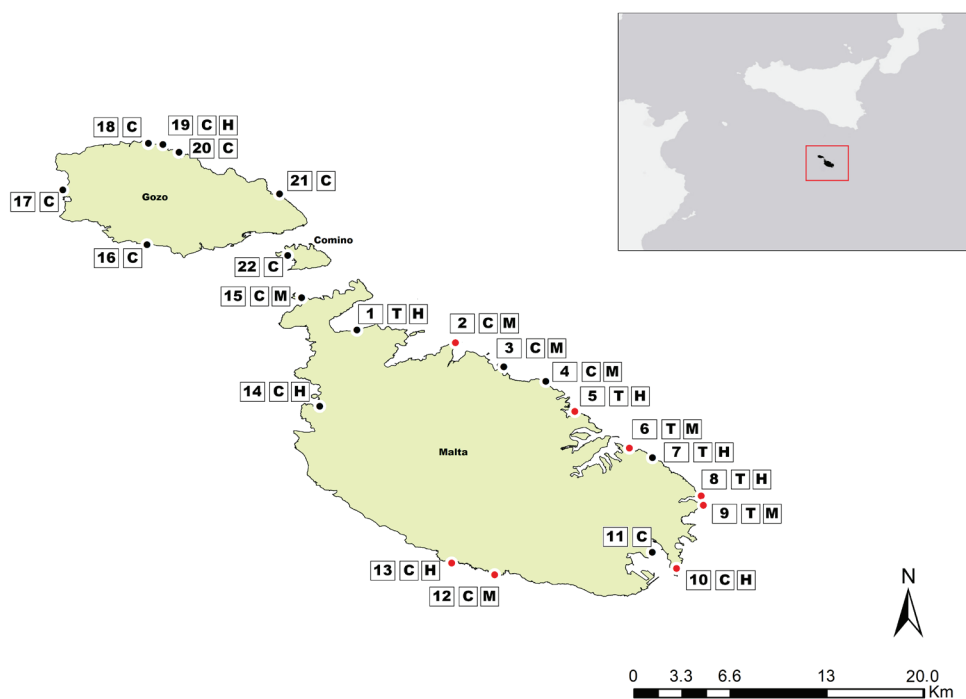 18 C
19 C H
20 C
21 C
17 C
Gozo
Comino
16 C
22 C
15 C M
1 T H
2 C M
3 C M
4 C M
14 C H
5 T H
6 T M
Malta
7 T H
8 T H
9 T M
11 C
13 C H
10 C H
12 C M
N
0 3.3 6.6 13 20.0
Km